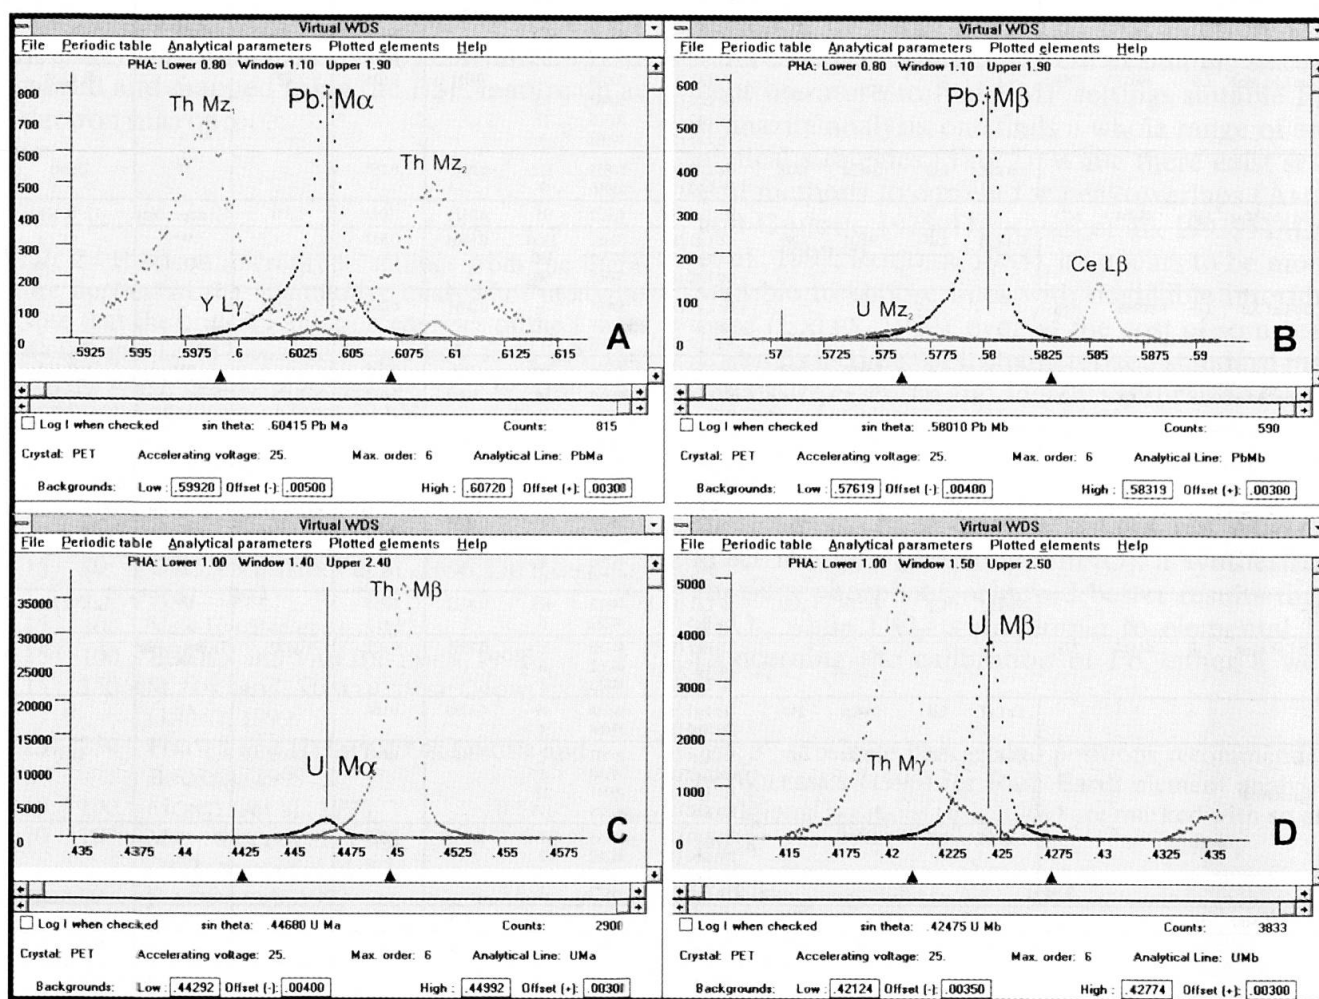 Virtual WDS
File Periodic table Analytical parameters Plotted elements Help
PHA: Lower 0.80 Window 1.10 Upper 1.90
800
700
600
500
400
300
200
100
0
Th Mz,
Pb Mα
Th Mz,
Y Lγ
5925 595 5975 6025 605 6075 61 6125 615
A
Log I when checked sin theta: .60415 Pb Ma Counts: 815
Crystal: PET Accelerating voltage: 25. Max. order: 6 Analytical Line: PbMa
Backgrounds: Low : .59920 Offset (-): .00500 High : .60720 Offset (+): .00300
Virtual WDS
File Periodic table Analytical parameters Plotted elements Help
PHA: Lower 0.80 Window 1.10 Upper 1.90
600
500
400
300
200
100
0
Pb Mβ
Ce Lβ
U Mz,
57 5725 575 5775 58 5825 585 5875 59
B
Log I when checked sin theta: .58010 Pb Mb Counts: 590
Crystal: PET Accelerating voltage: 25. Max. order: 6 Analytical Line: PbMb
Backgrounds: Low : .57619 Offset (-): .00400 High : .58319 Offset (+): .00300
Virtual WDS
File Periodic table Analytical parameters Plotted elements Help
PHA: Lower 1.00 Window 1.40 Upper 2.40
35000
30000
25000
20000
15000
10000
5000
0
Th Mβ
U Mα
435 4375 44 4425 445 4475 45 4525 455 4575
C
Log I when checked sin theta: .44680 U Ma Counts: 2900
Crystal: PET Accelerating voltage: 25. Max. order: 6 Analytical Line: UMa
Backgrounds: Low : .44292 Offset (-): .00400 High : .44992 Offset (+): .00300
Virtual WDS
File Periodic table Analytical parameters Plotted elements Help
PHA: Lower 1.00 Window 1.50 Upper 2.50
5000
4000
3000
2000
1000
0
U Mβ
Th Mγ
415 4175 42 4225 425 4275 43 4325 435
D
Log I when checked sin theta: .42475 U Mb Counts: 3833
Crystal: PET Accelerating voltage: 25. Max. order: 6 Analytical Line: UMb
Backgrounds: Low : .42124 Offset (-): .00350 High : .42774 Offset (+): .00300